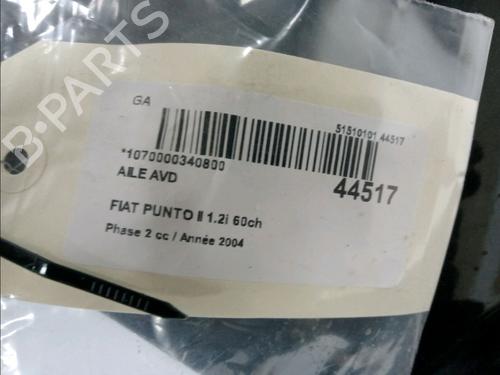 B-PARTS
GA
51510101 44517
*1070000340800
AILE AVD
44517
FIAT PUNTO II 1.2i 60ch
Phase 2 cc / Année 2004